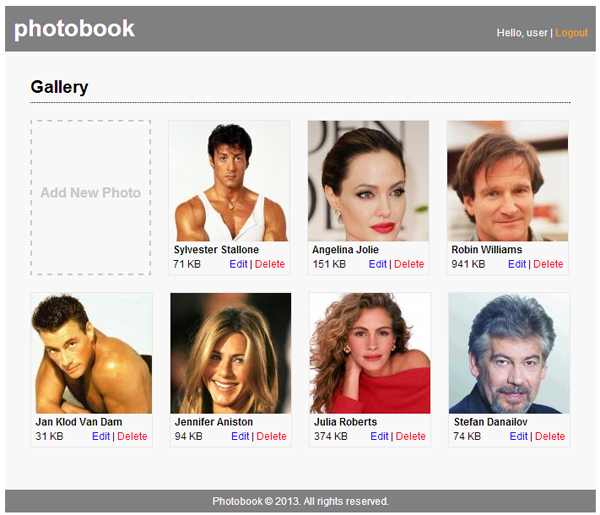 photobook
Hello, user | Logout
Gallery
Add New Photo
Sylvester Stallone
71 KB Edit | Delete
Angelina Jolie
151 KB Edit | Delete
Robin Williams
941 KB Edit | Delete
Jan Klod Van Dam
31 KB Edit | Delete
Jennifer Aniston
94 KB Edit | Delete
Julia Roberts
374 KB Edit | Delete
Stefan Danailov
74 KB Edit | Delete
Photobook © 2013. All rights reserved.